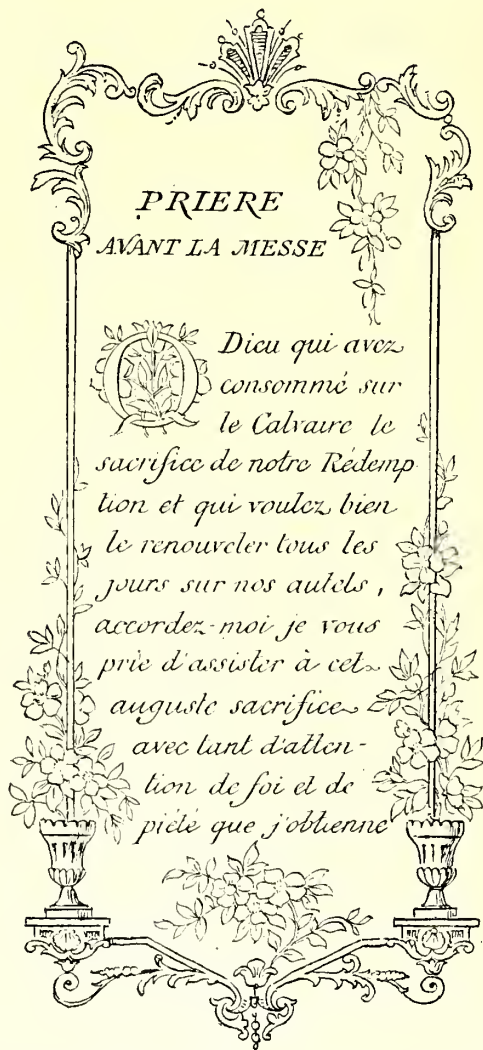 PRIERE
AVANT LA MESSE
O Dieu qui avez
consommé sur
le Calvaire le
sacrifice de notre Rédemp
tion et qui voulez bien
le renouveler tous les
jours sur nos autels,
accordez-moi je vous
prie d'assister à cet
auguste sacrifice
avec tant d'atten-
tion de foi et de
piété que j'obtienne